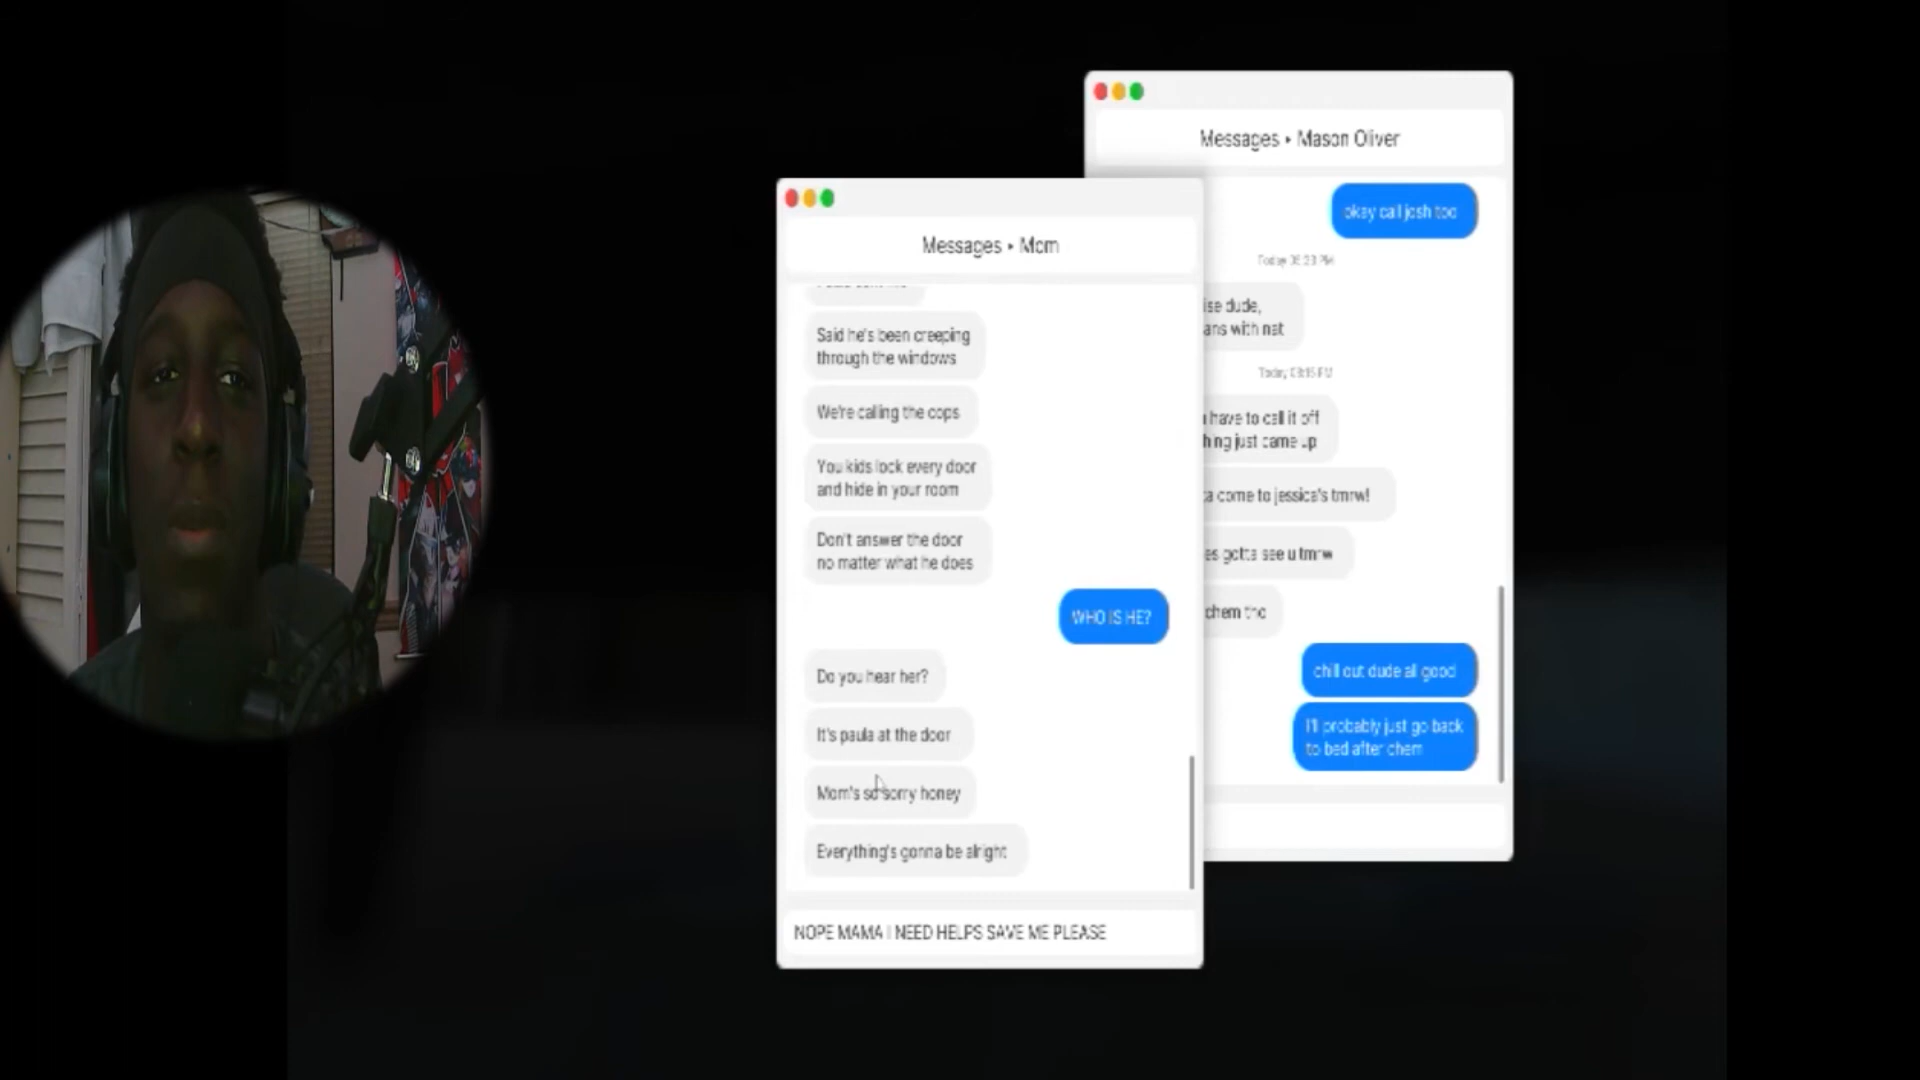 Messages • Mom
Said he's been creeping
through the windows
We're calling the cops
You kids lock every door
and hide in your room
Don't answer the door
no matter what he does
WHO IS HE?
Do you hear her?
It's paula at the door
Mom's so sorry honey
Everything's gonna be alright
NOPE MAMA I NEED HELPS SAVE ME PLEASE
Messages • Mason Oliver
okay call josh too
Today
dude,
with nat
Today
have to call it off
just came up
come to jessica's tmrw!
gotta see u tmrw
chem tho
chill out dude all good
I'll probably just go back
to bed after chem